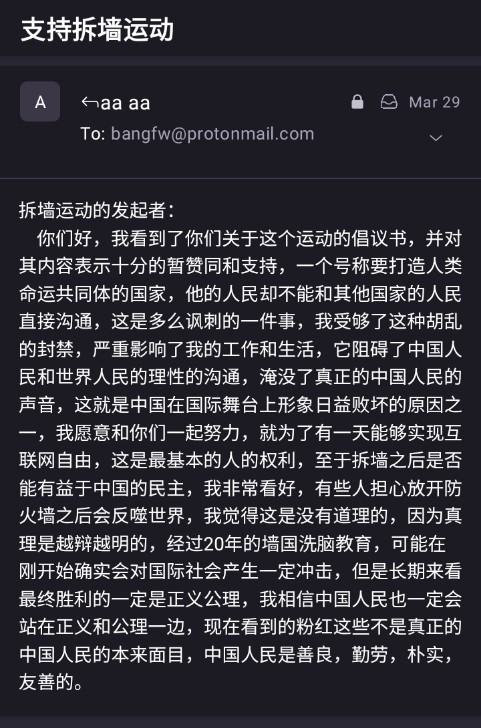 支持拆墙运动
A
aa aa
Mar 29
To: bangfw@protonmail.com
拆墙运动的发起者：
你们好，我看到了你们关于这个运动的倡议书，并对
其内容表示十分的暂赞同和支持，一个号称要打造人类
命运共同体的国家，他的人民却不能和其他国家的人民
直接沟通，这是多么讽刺的一件事，我受够了这种胡乱
的封禁，严重影响了我的工作和生活，它阻碍了中国人
民和世界人民的理性的沟通，淹没了真正的中国人民的
声音，这就是中国在国际舞台上形象日益败坏的原因之
一，我愿意和你们一起努力，就为了有一天能够实现互
联网自由，这是最基本的人的权利，至于拆墙之后是否
能有益于中国的民主，我非常看好，有些人担心放开防
火墙之后会反噬世界，我觉得这是没有道理的，因为真
理是越辩越明的，经过20年的墙国洗脑教育，可能在
刚开始确实会对国际社会产生一定冲击，但是长期来看
最终胜利的一定是正义公理，我相信中国人民也一定会
站在正义和公理一边，现在看到的粉红这些不是真正的
中国人民的本来面目，中国人民是善良，勤劳，朴实，
友善的。